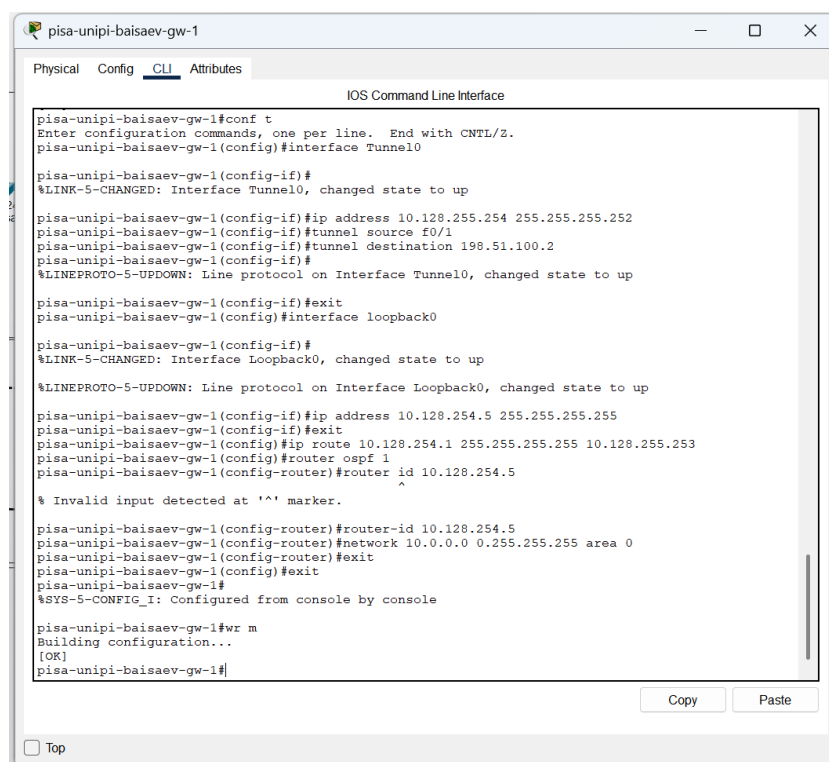 pisa-unipi-baisaev-gw-1
Physical Config CLI Attributes
IOS Command Line Interface
pisa-unipi-baisaev-gw-1#conf t
Enter configuration commands, one per line.  End with CNTL/Z.
pisa-unipi-baisaev-gw-1(config)#interface Tunnel0
pisa-unipi-baisaev-gw-1(config-if)#
%LINK-5-CHANGED: Interface Tunnel0, changed state to up
pisa-unipi-baisaev-gw-1(config-if)#ip address 10.128.255.254 255.255.255.252
pisa-unipi-baisaev-gw-1(config-if)#tunnel source f0/1
pisa-unipi-baisaev-gw-1(config-if)#tunnel destination 198.51.100.2
pisa-unipi-baisaev-gw-1(config-if)#
%LINEPROTO-5-UPDOWN: Line protocol on Interface Tunnel0, changed state to up
pisa-unipi-baisaev-gw-1(config-if)#exit
pisa-unipi-baisaev-gw-1(config)#interface loopback0
pisa-unipi-baisaev-gw-1(config-if)#
%LINK-5-CHANGED: Interface Loopback0, changed state to up
%LINEPROTO-5-UPDOWN: Line protocol on Interface Loopback0, changed state to up
pisa-unipi-baisaev-gw-1(config-if)#ip address 10.128.254.5 255.255.255.255
pisa-unipi-baisaev-gw-1(config-if)#exit
pisa-unipi-baisaev-gw-1(config)#ip route 10.128.254.1 255.255.255.255 10.128.255.253
pisa-unipi-baisaev-gw-1(config)#router ospf 1
pisa-unipi-baisaev-gw-1(config-router)#router id 10.128.254.5
^
% Invalid input detected at '^' marker.
pisa-unipi-baisaev-gw-1(config-router)#router-id 10.128.254.5
pisa-unipi-baisaev-gw-1(config-router)#network 10.0.0.0 0.255.255.255 area 0
pisa-unipi-baisaev-gw-1(config-router)#exit
pisa-unipi-baisaev-gw-1(config)#exit
pisa-unipi-baisaev-gw-1#
%SYS-5-CONFIG_I: Configured from console by console
pisa-unipi-baisaev-gw-1#wr m
Building configuration...
[OK]
pisa-unipi-baisaev-gw-1#
Copy Paste
Top